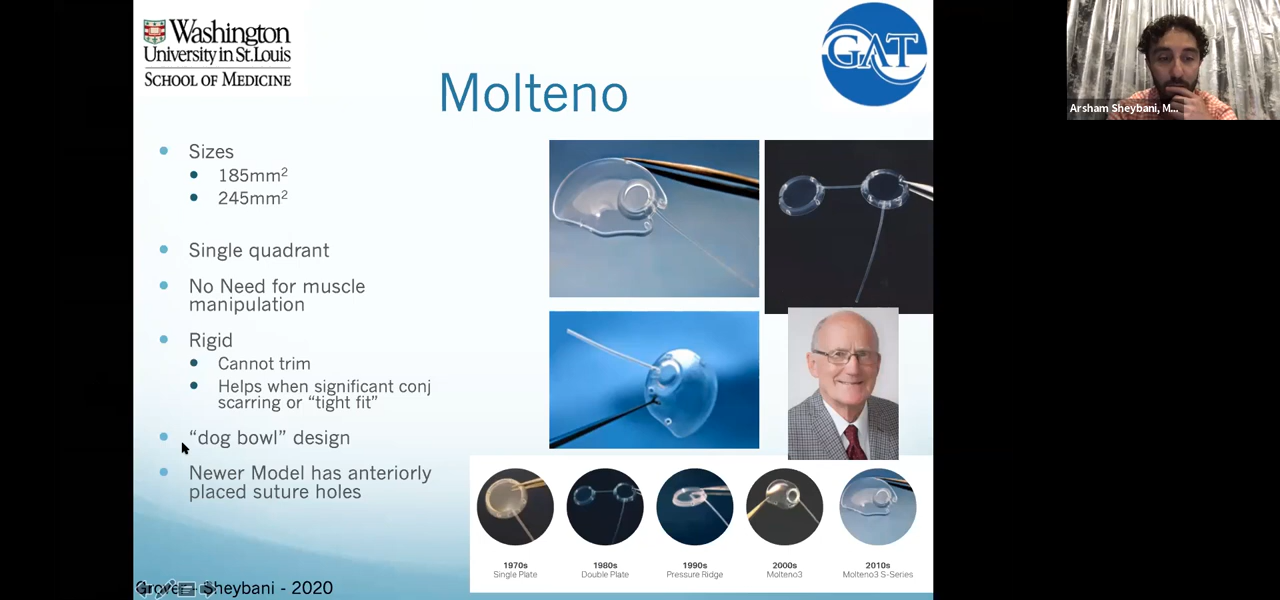 Washington
University in St. Louis
SCHOOL OF MEDICINE
GAT
Molteno
Arsham Sheybani, M...
Sizes
185mm²
245mm²
Single quadrant
No Need for muscle
manipulation
Rigid
Cannot trim
Helps when significant conj
scarring or “tight fit”
“dog bowl” design
Newer Model has anteriorly
placed suture holes
1970s
Single Plate
1980s
Double Plate
1990s
Pressure Ridge
2000s
Molteno3
2010s
Molteno3 S-Series
Sheybani - 2020